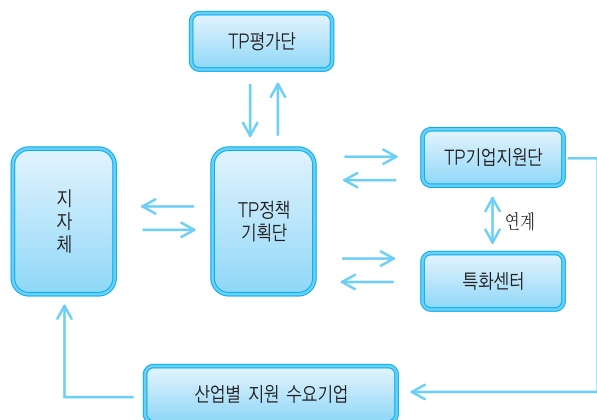 TP평가단
지
자
체
TP정책
기획단
TP기업지원단
연계
특화센터
산업별 지원 수요기업